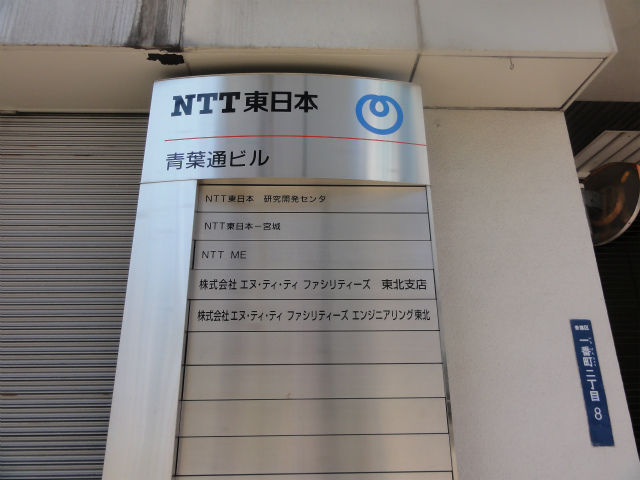 NTT東日本
青葉通ビル
NTT東日本 研究開発センタ
NTT東日本－宮城
NTT ME
株式会社 エヌ・ティ・ティ ファシリティーズ 東北支店
株式会社エヌ・ティ・ティ ファシリティーズ エンジニアリング東北
青葉区
一番町二丁目 8